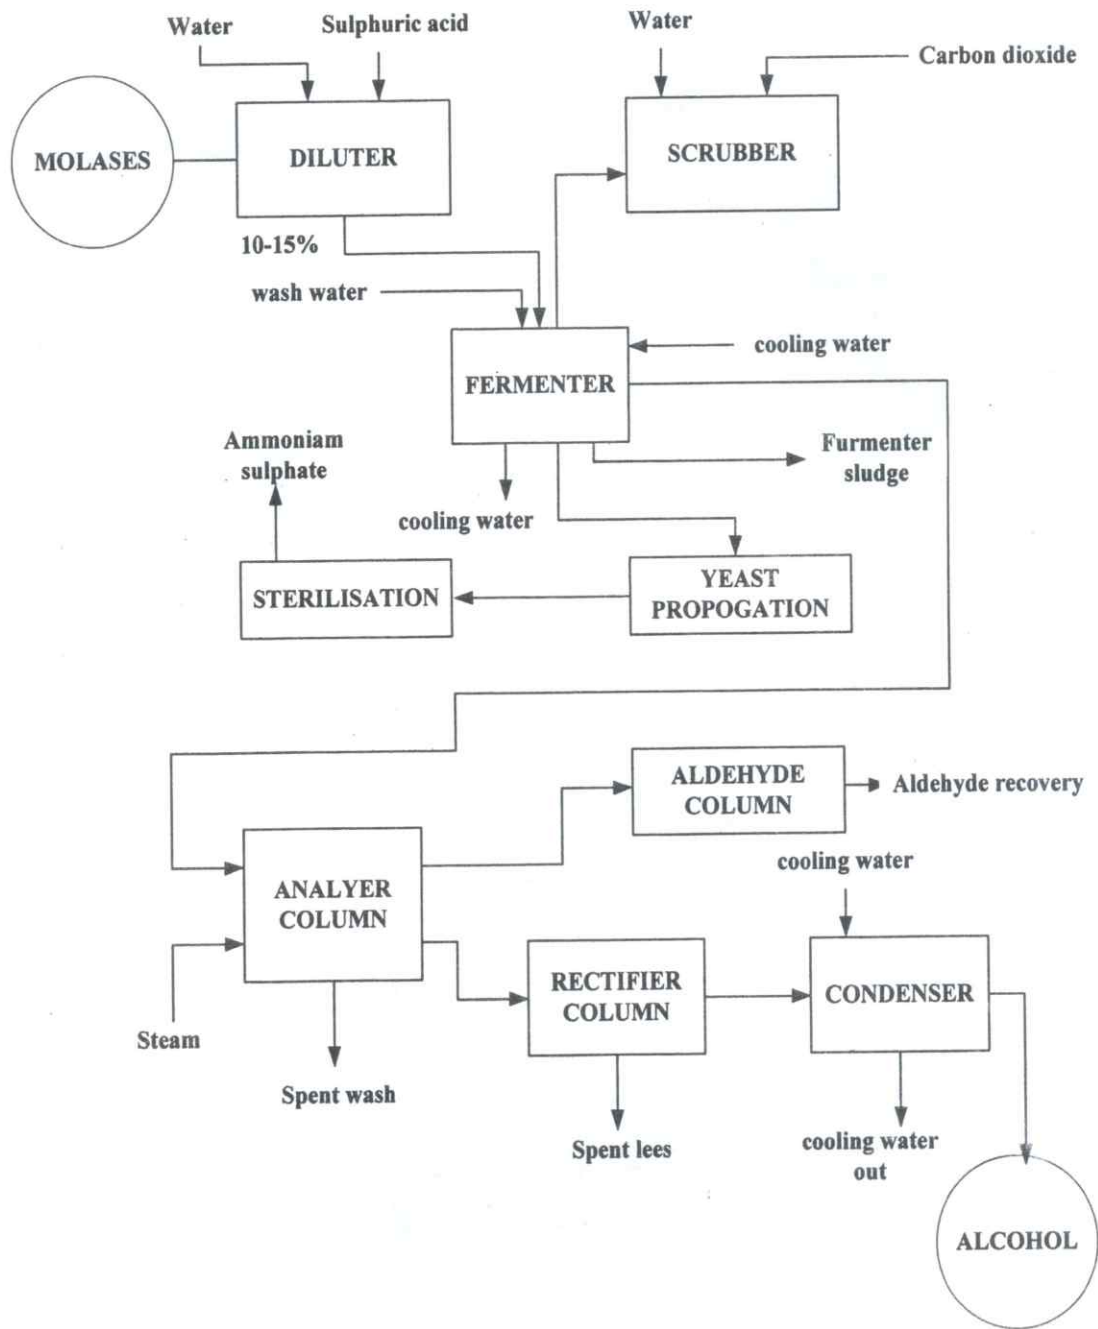 Water
Sulphuric acid
Water
Carbon dioxide
MOLASES
DILUTER
SCRUBBER
10-15%
wash water
cooling water
FERMENTER
Ammoniam
sulphate
Furmenter
sludge
cooling water
STERILISATION
YEAST
PROPOGATION
ALDEHYDE
COLUMN
Aldehyde recovery
cooling water
ANALYER
COLUMN
RECTIFIER
COLUMN
CONDENSER
Steam
Spent wash
Spent lees
cooling water
out
ALCOHOL